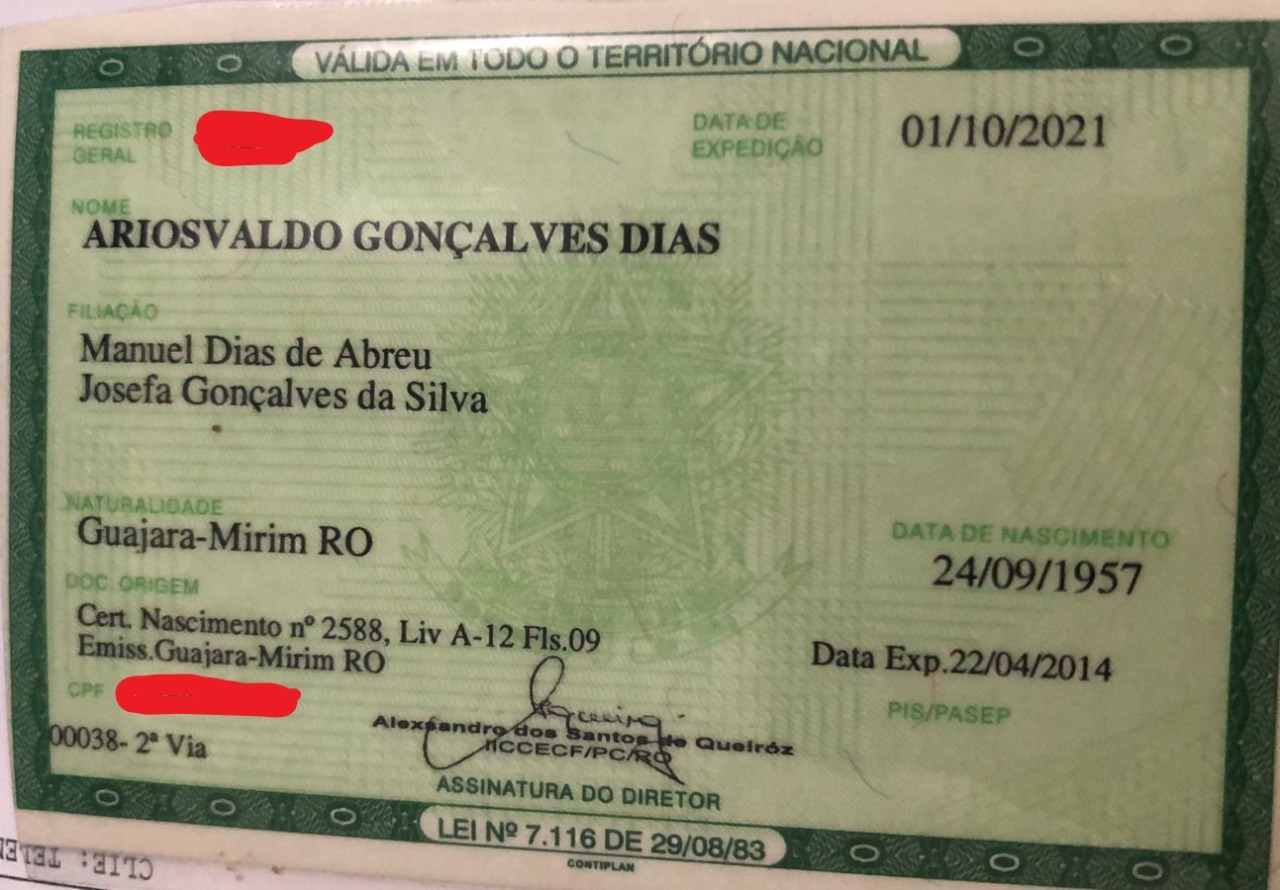 VÁLIDA EM TODO O TERRITÓRIO NACIONAL
REGISTRO GERAL
DATA DE EXPEDIÇÃO 01/10/2021
NOME
ARIOSVALDO GONÇALVES DIAS
FILIAÇÃO
Manuel Dias de Abreu
Josefa Gonçalves da Silva
NATURALIDADE
Guajara-Mirim RO
DATA DE NASCIMENTO
24/09/1957
DOC. ORIGEM
Cert. Nascimento nº 2588, Liv A-12 Fls.09
Emiss.Guajara-Mirim RO
Data Exp.22/04/2014
CPF
PIS/PASEP
00038- 2ª Via
Alexsandro dos Santos de Queiróz
IICCECF/PC/RO
ASSINATURA DO DIRETOR
LEI Nº 7.116 DE 29/08/83
CONTIPLAN
CLIE: